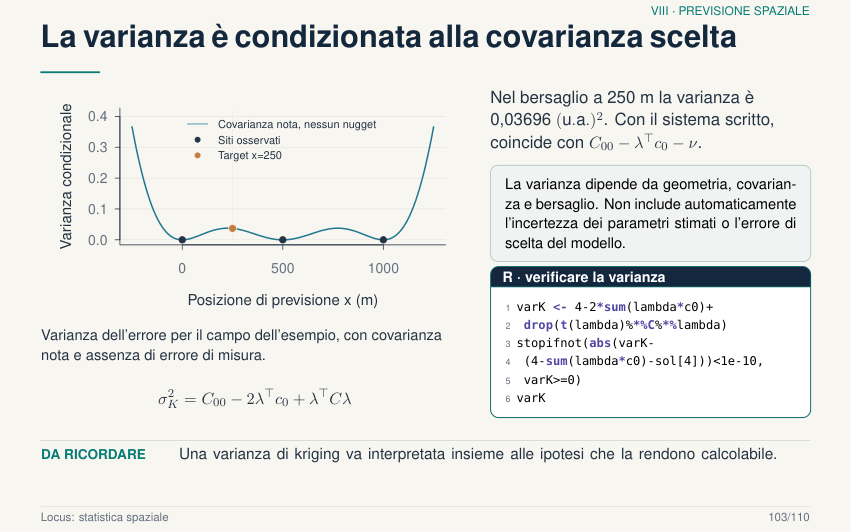 VIII · PREVISIONE SPAZIALE
La varianza è condizionata alla covarianza scelta
Varianza condizionale
0.4
0.3
0.2
0.1
0.0
Covarianza nota, nessun nugget
Siti osservati
Target x=250
0
500
1000
Posizione di previsione x (m)
Varianza dell'errore per il campo dell'esempio, con covarianza
nota e assenza di errore di misura.
σ²_K = C₀₀ − 2λ^⊤c₀ + λ^⊤Cλ
Nel bersaglio a 250 m la varianza è
0,03696 (u.a.)². Con il sistema scritto,
coincide con C₀₀ − λ^⊤c₀ − ν.
La varianza dipende da geometria, covarian-
za e bersaglio. Non include automaticamente
l'incertezza dei parametri stimati o l'errore di
scelta del modello.
R · verificare la varianza
1 varK <- 4-2*sum(lambda*c0)+
2 drop(t(lambda)%*%C%*%lambda)
3 stopifnot(abs(varK-
4 (4-sum(lambda*c0)-sol[4]))<1e-10,
5 varK>=0)
6 varK
DA RICORDARE Una varianza di kriging va interpretata insieme alle ipotesi che la rendono calcolabile.
Locus: statistica spaziale
103/110